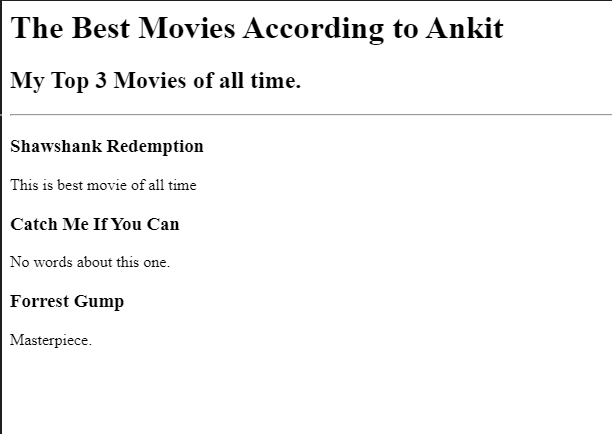 The Best Movies According to Ankit
My Top 3 Movies of all time.
Shawshank Redemption
This is best movie of all time
Catch Me If You Can
No words about this one.
Forrest Gump
Masterpiece.